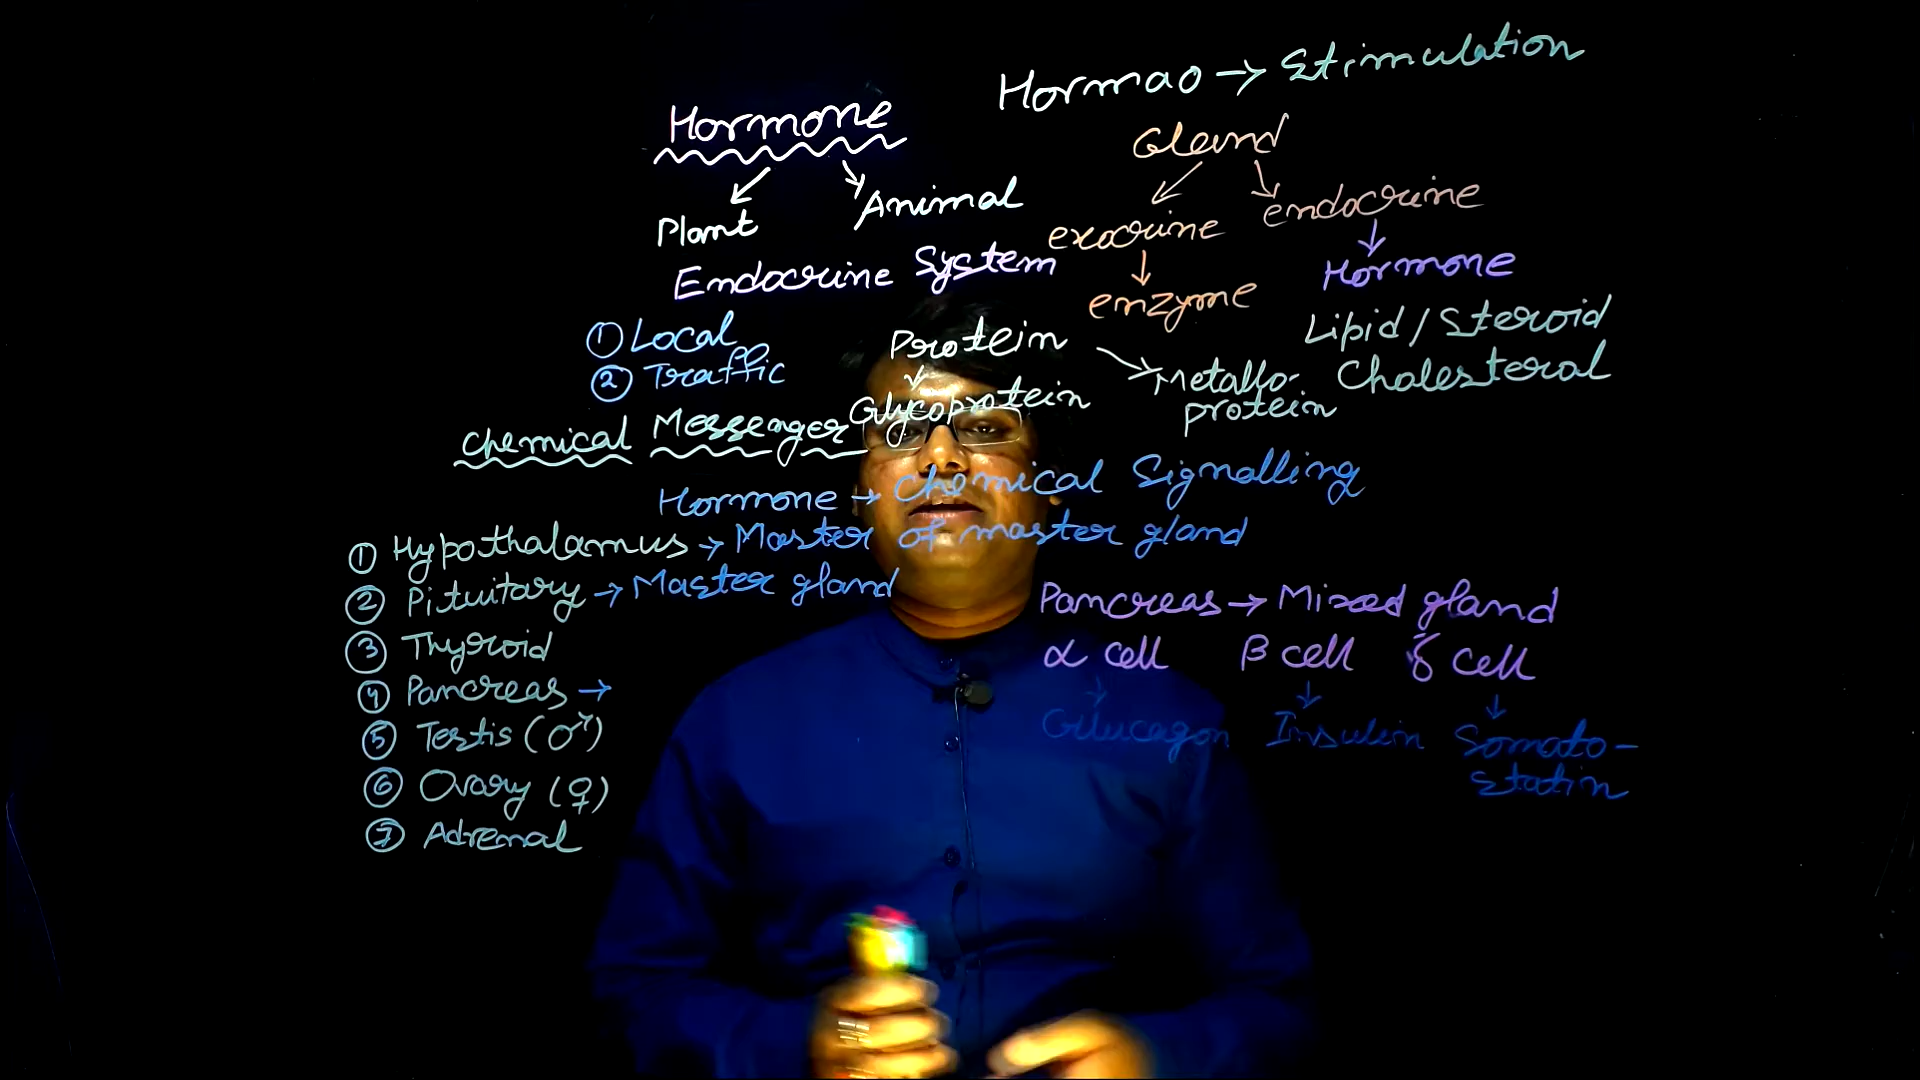 Hormao → Stimulation
Hormone
Plant Animal
Endocrine System
① Local
② Traffic
Gland
exocrine endocrine
enzyme Hormone
Lipid / Steroid
Cholesteral
Protein
Glycoprotein
Metallo-
protein
Chemical Messenger
Hormone → Chemical Signalling
① Hypothalamus → Master of master gland
② Pituitary → Master gland
③ Thyroid
④ Pancreas →
⑤ Testis (♂)
⑥ Ovary (♀)
⑦ Adrenal
Pancreas → Mixed gland
α cell β cell δ cell
Glucagon Insulin Somato-
statin